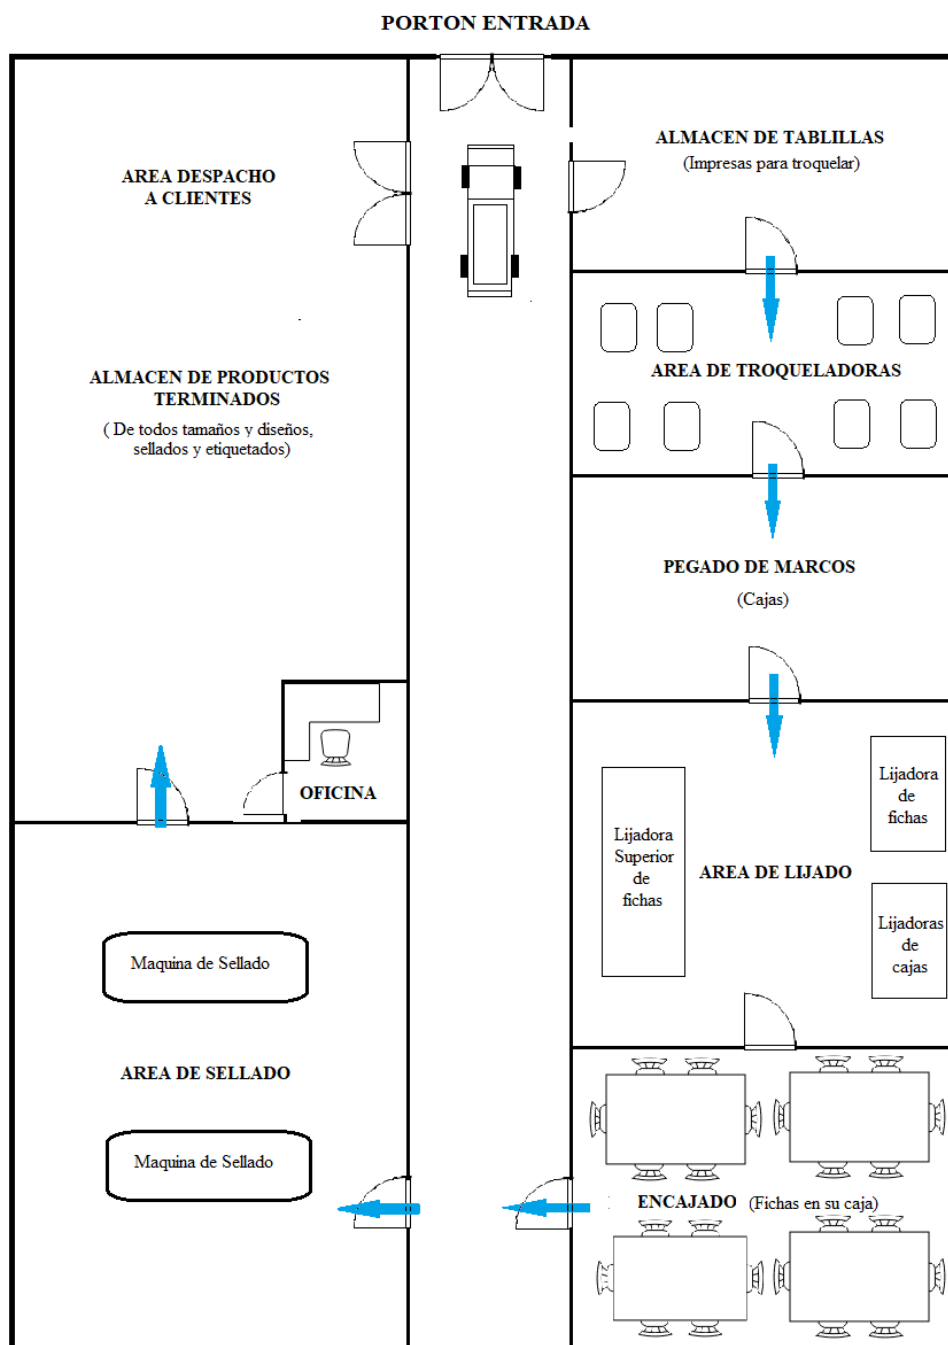 PORTON ENTRADA
AREA DESPACHO
A CLIENTES
ALMACEN DE TABLILLAS
(Impresas para troquelar)
ALMACEN DE PRODUCTOS
TERMINADOS
( De todos tamaños y diseños,
sellados y etiquetados)
AREA DE TROQUELADORAS
PEGADO DE MARCOS
(Cajas)
OFICINA
Lijadora
de
fichas
Lijadora
Superior
de
fichas
AREA DE LIJADO
Lijadoras
de
cajas
Maquina de Sellado
AREA DE SELLADO
Maquina de Sellado
ENCAJADO (Fichas en su caja)